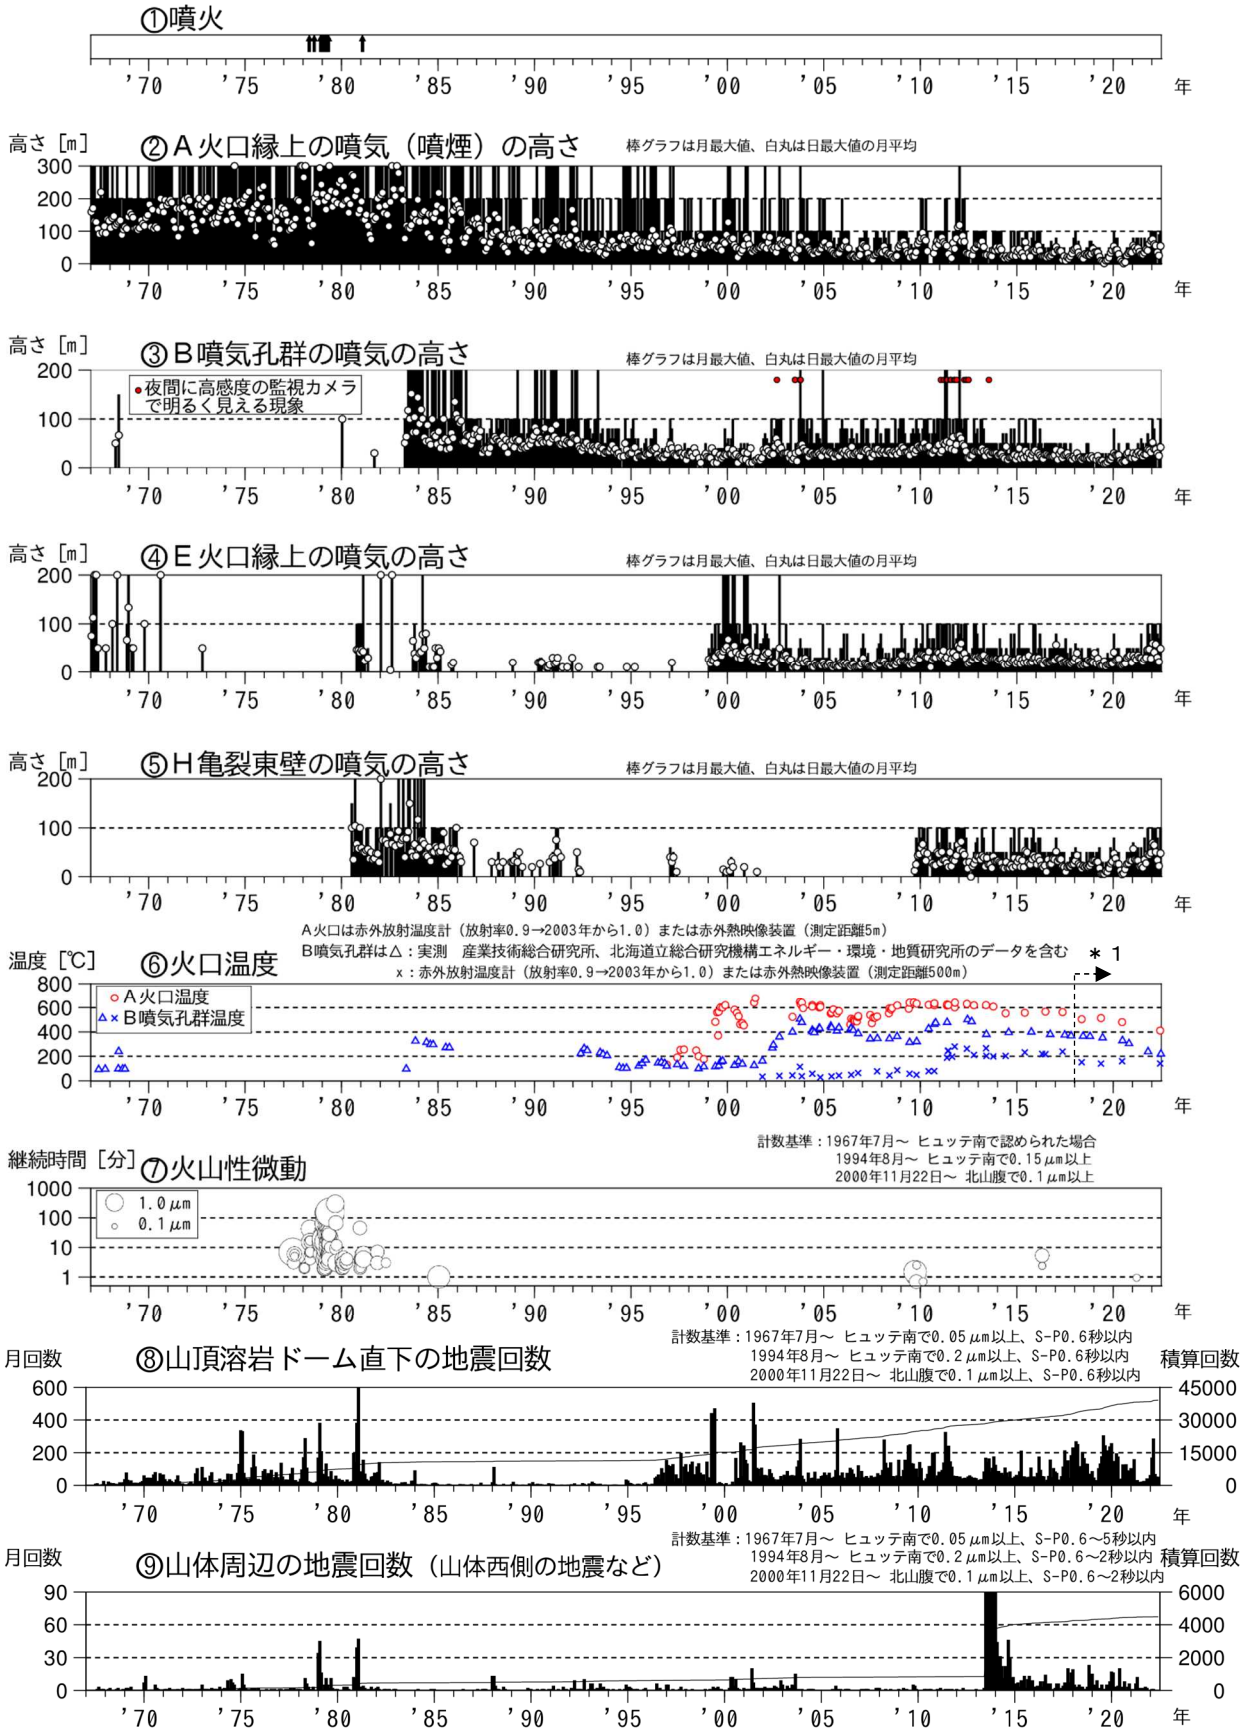 ①噴火
'70 '75 '80 '85 '90 '95 '00 '05 '10 '15 '20 年
高さ [m] ②A火口縁上の噴気（噴煙）の高さ 棒グラフは月最大値、白丸は日最大値の月平均
300
200
100
0
'70 '75 '80 '85 '90 '95 '00 '05 '10 '15 '20 年
高さ [m] ③B噴気孔群の噴気の高さ 棒グラフは月最大値、白丸は日最大値の月平均
200
夜間に高感度の監視カメラ
で明るく見える現象
100
0
'70 '75 '80 '85 '90 '95 '00 '05 '10 '15 '20 年
高さ [m] ④E火口縁上の噴気の高さ 棒グラフは月最大値、白丸は日最大値の月平均
200
100
0
'70 '75 '80 '85 '90 '95 '00 '05 '10 '15 '20 年
高さ [m] ⑤H亀裂東壁の噴気の高さ 棒グラフは月最大値、白丸は日最大値の月平均
200
100
0
'70 '75 '80 '85 '90 '95 '00 '05 '10 '15 '20 年
A火口は赤外放射温度計（放射率0.9→2003年から1.0）または赤外熱映像装置（測定距離5m）
B噴気孔群は△：実測 産業技術総合研究所、北海道立総合研究機構エネルギー・環境・地質研究所のデータを含む
×：赤外放射温度計（放射率0.9→2003年から1.0）または赤外熱映像装置（測定距離500m）
温度 [℃] ⑥火口温度 *1
800
○A火口温度
600
△×B噴気孔群温度
400
200
0
'70 '75 '80 '85 '90 '95 '00 '05 '10 '15 '20 年
計数基準：1967年7月～ ヒュッテ南で認められた場合
1994年8月～ ヒュッテ南で0.15μm以上
2000年11月22日～ 北山腹で0.1μm以上
継続時間 [分] ⑦火山性微動
1000
1.0μm
100
0.1μm
10
1
'70 '75 '80 '85 '90 '95 '00 '05 '10 '15 '20 年
計数基準：1967年7月～ ヒュッテ南で0.05μm以上、S-P0.6秒以内
1994年8月～ ヒュッテ南で0.2μm以上、S-P0.6秒以内
2000年11月22日～ 北山腹で0.1μm以上、S-P0.6秒以内
月回数 ⑧山頂溶岩ドーム直下の地震回数 積算回数
600 45000
400 30000
200 15000
0 0
'70 '75 '80 '85 '90 '95 '00 '05 '10 '15 '20 年
計数基準：1967年7月～ ヒュッテ南で0.05μm以上、S-P0.6～5秒以内
1994年8月～ ヒュッテ南で0.2μm以上、S-P0.6～2秒以内
2000年11月22日～ 北山腹で0.1μm以上、S-P0.6～2秒以内
月回数 ⑨山体周辺の地震回数（山体西側の地震など） 積算回数
90 6000
60 4000
30 2000
0 0
'70 '75 '80 '85 '90 '95 '00 '05 '10 '15 '20 年